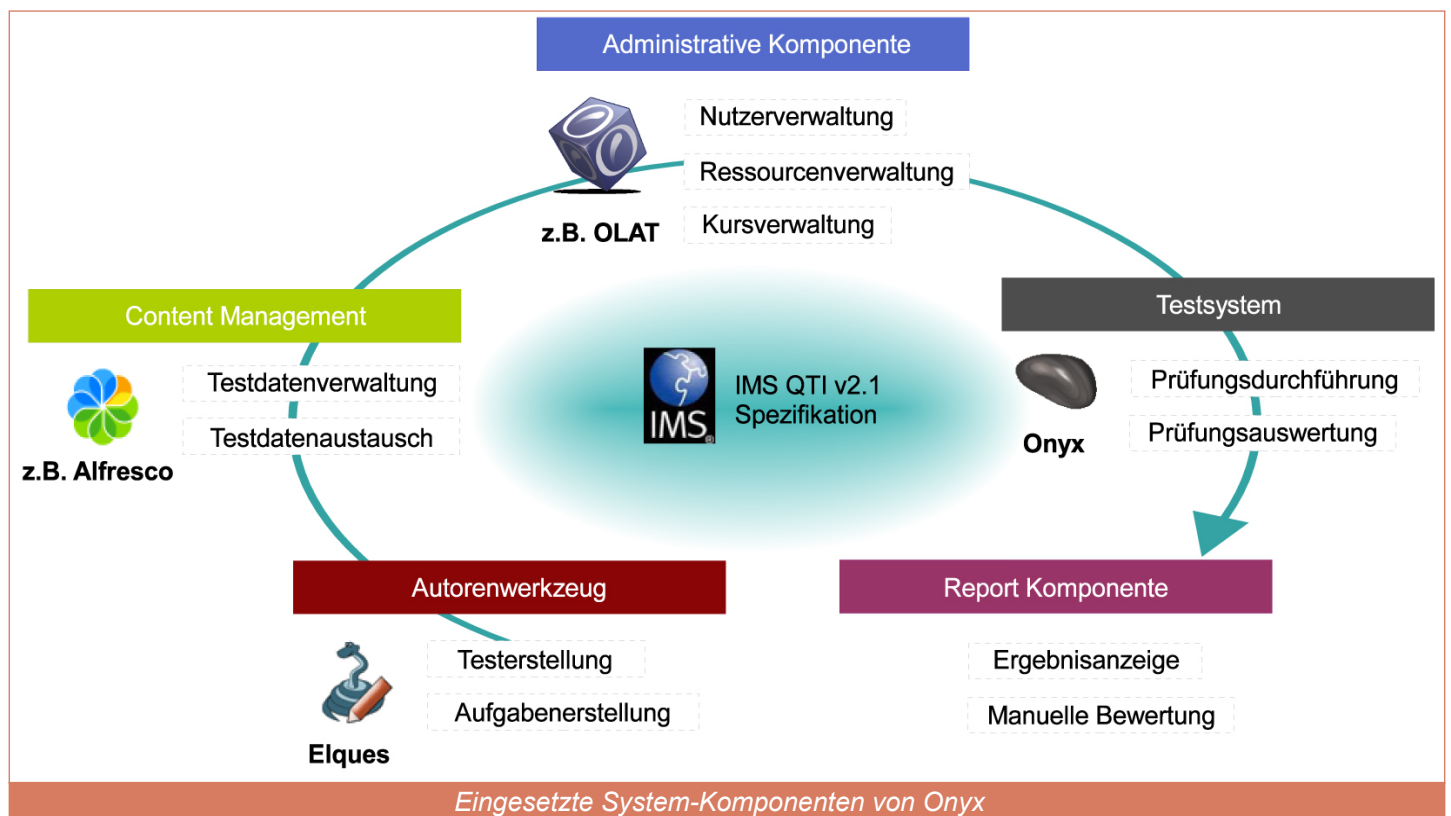 Administrative Komponente
Nutzerverwaltung
Ressourcenverwaltung
Kursverwaltung
z.B. OLAT
Content Management
Testdatenverwaltung
Testdatenaustausch
z.B. Alfresco
IMS®
IMS QTI v2.1
Spezifikation
Testsystem
Prüfungsdurchführung
Prüfungsauswertung
Onyx
Autorenwerkzeug
Testerstellung
Aufgabenerstellung
Elques
Report Komponente
Ergebnisanzeige
Manuelle Bewertung
Eingesetzte System-Komponenten von Onyx